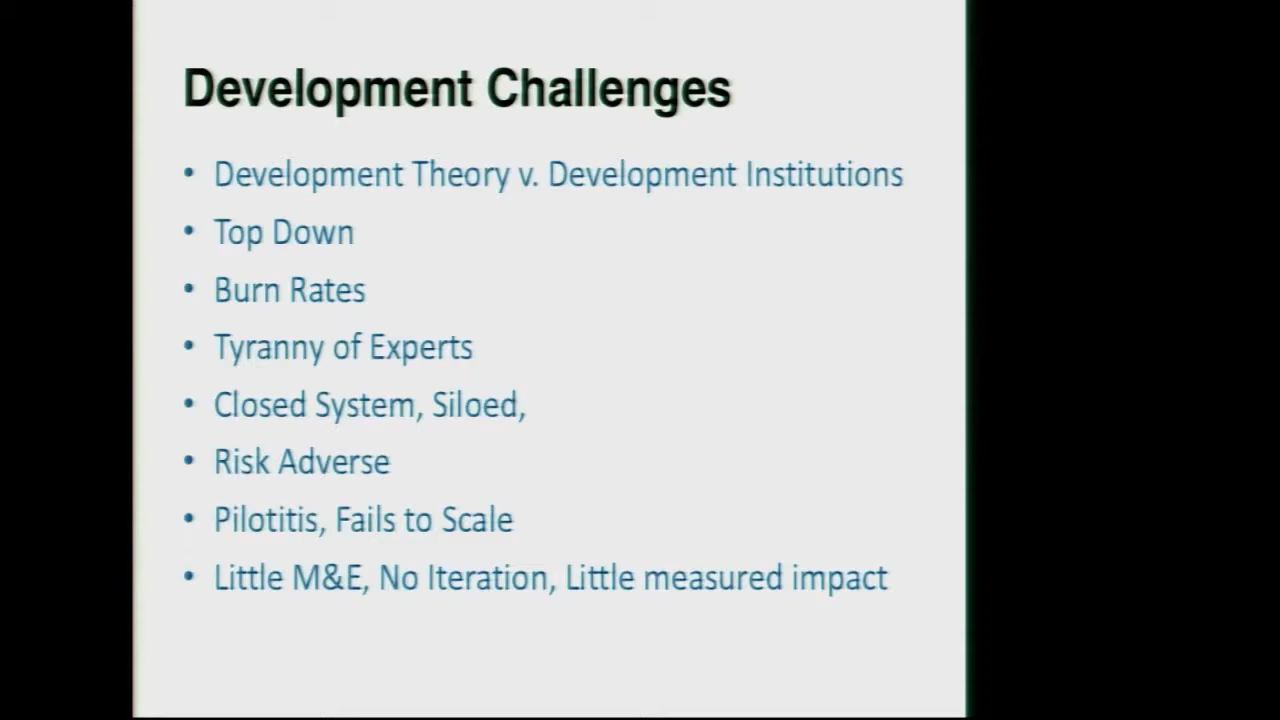 Development Challenges
• Development Theory v. Development Institutions
• Top Down
• Burn Rates
• Tyranny of Experts
• Closed System, Siloed,
• Risk Adverse
• Pilotitis, Fails to Scale
• Little M&E, No Iteration, Little measured impact